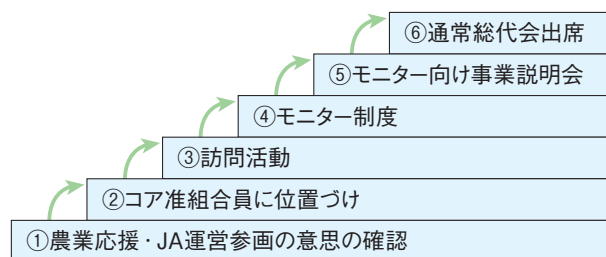 ⑥通常総代会出席
⑤モニター向け事業説明会
④モニター制度
③訪問活動
②コア准組合員に位置づけ
①農業応援・JA運営参画の意思の確認